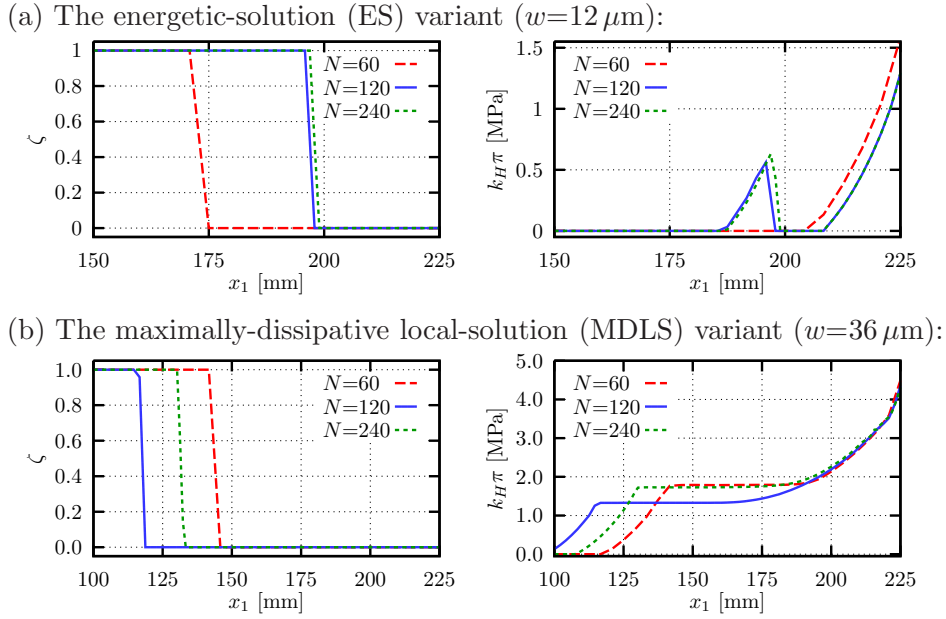 (a) The energetic-solution (ES) variant (w=12 μm):
1
0.8
0.6
0.4
0.2
0
ζ
150 175 200 225
x₁ [mm]
N=60
N=120
N=240
1.5
1
0.5
0
k_H π [MPa]
150 175 200 225
x₁ [mm]
N=60
N=120
N=240
(b) The maximally-dissipative local-solution (MDLS) variant (w=36 μm):
1.0
0.8
0.6
0.4
0.2
0.0
ζ
100 125 150 175 200 225
x₁ [mm]
N=60
N=120
N=240
5.0
4.0
3.0
2.0
1.0
0.0
k_H π [MPa]
100 125 150 175 200 225
x₁ [mm]
N=60
N=120
N=240